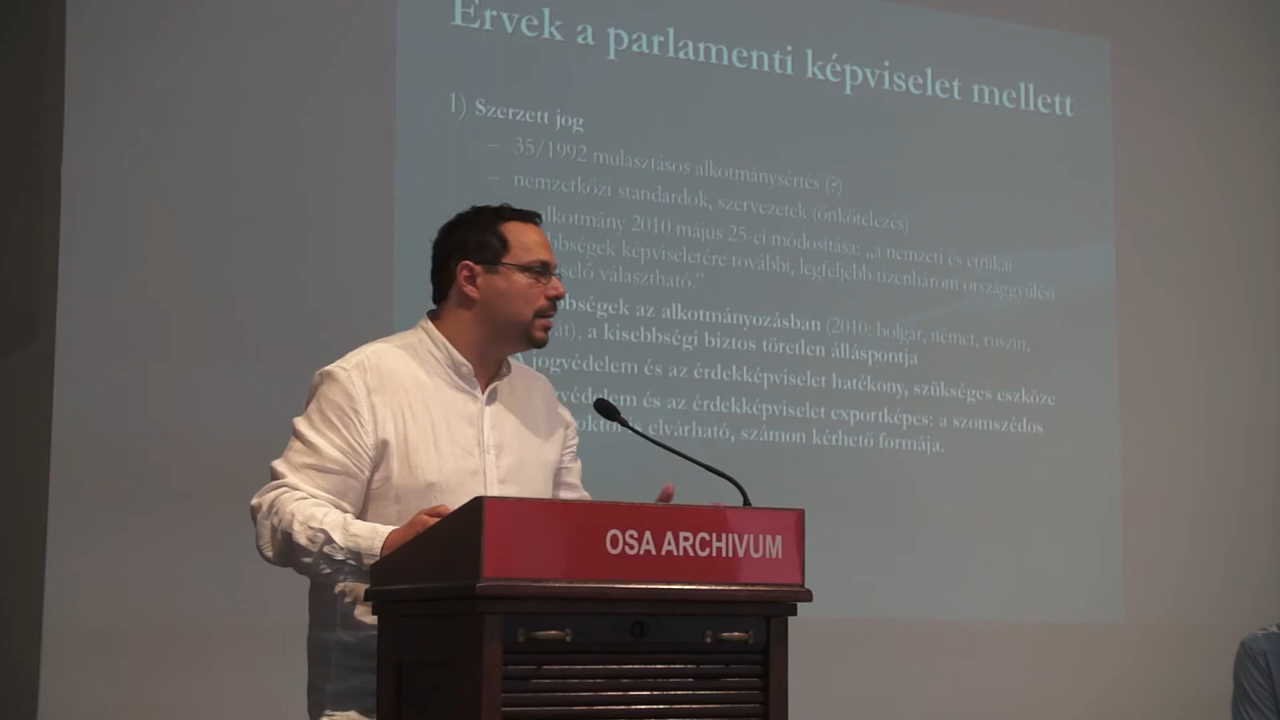 Érvek a parlamenti képviselet mellett
1) Szerzett jog
– 35/1992 mulasztásos alkotmánysértés (?)
– nemzetközi standardok, szervezetek (önkötelezés)
alkotmány 2010 május 25-ei módosítása: „a nemzeti és etnikai
képviseletére további, legfeljebb tizenhárom országgyűlési
választható.”
az alkotmányozásban (2010: bolgár, német, ruszin,
a kisebbségi biztos töretlen álláspontja
A jogvédelem és az érdekképviselet hatékony, szükséges eszköze
és az érdekképviselet exportképes: a szomszédos
is elvárható, számon kérhető formája.
OSA ARCHIVUM